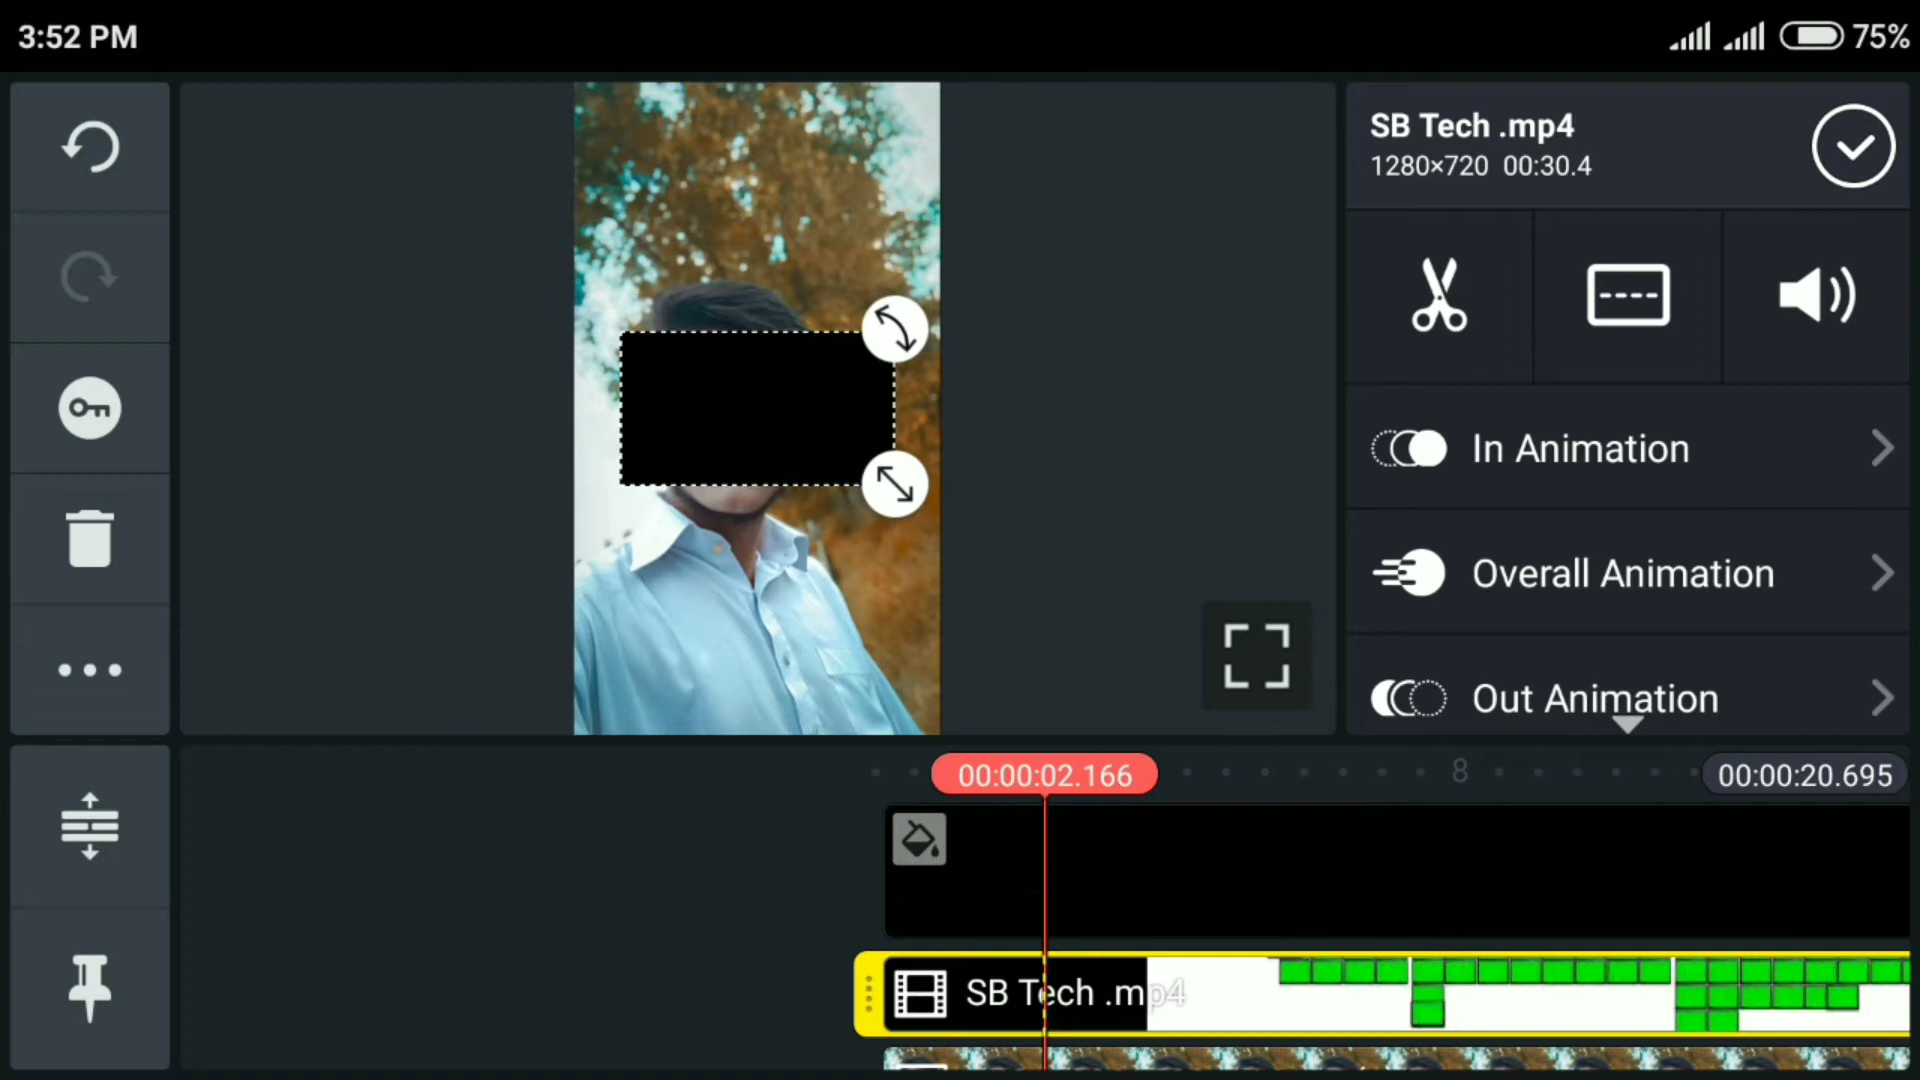 3:52 PM
75%
SB Tech .mp4
1280×720 00:30.4
In Animation
Overall Animation
Out Animation
00:00:02.166
8
00:00:20.695
SB Tech .mp4